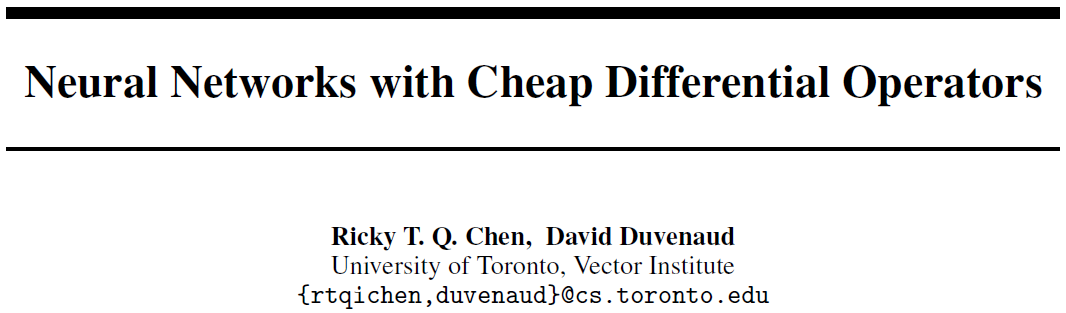 Neural Networks with Cheap Differential Operators
Ricky T. Q. Chen, David Duvenaud
University of Toronto, Vector Institute
{rtqichen,duvenaud}@cs.toronto.edu